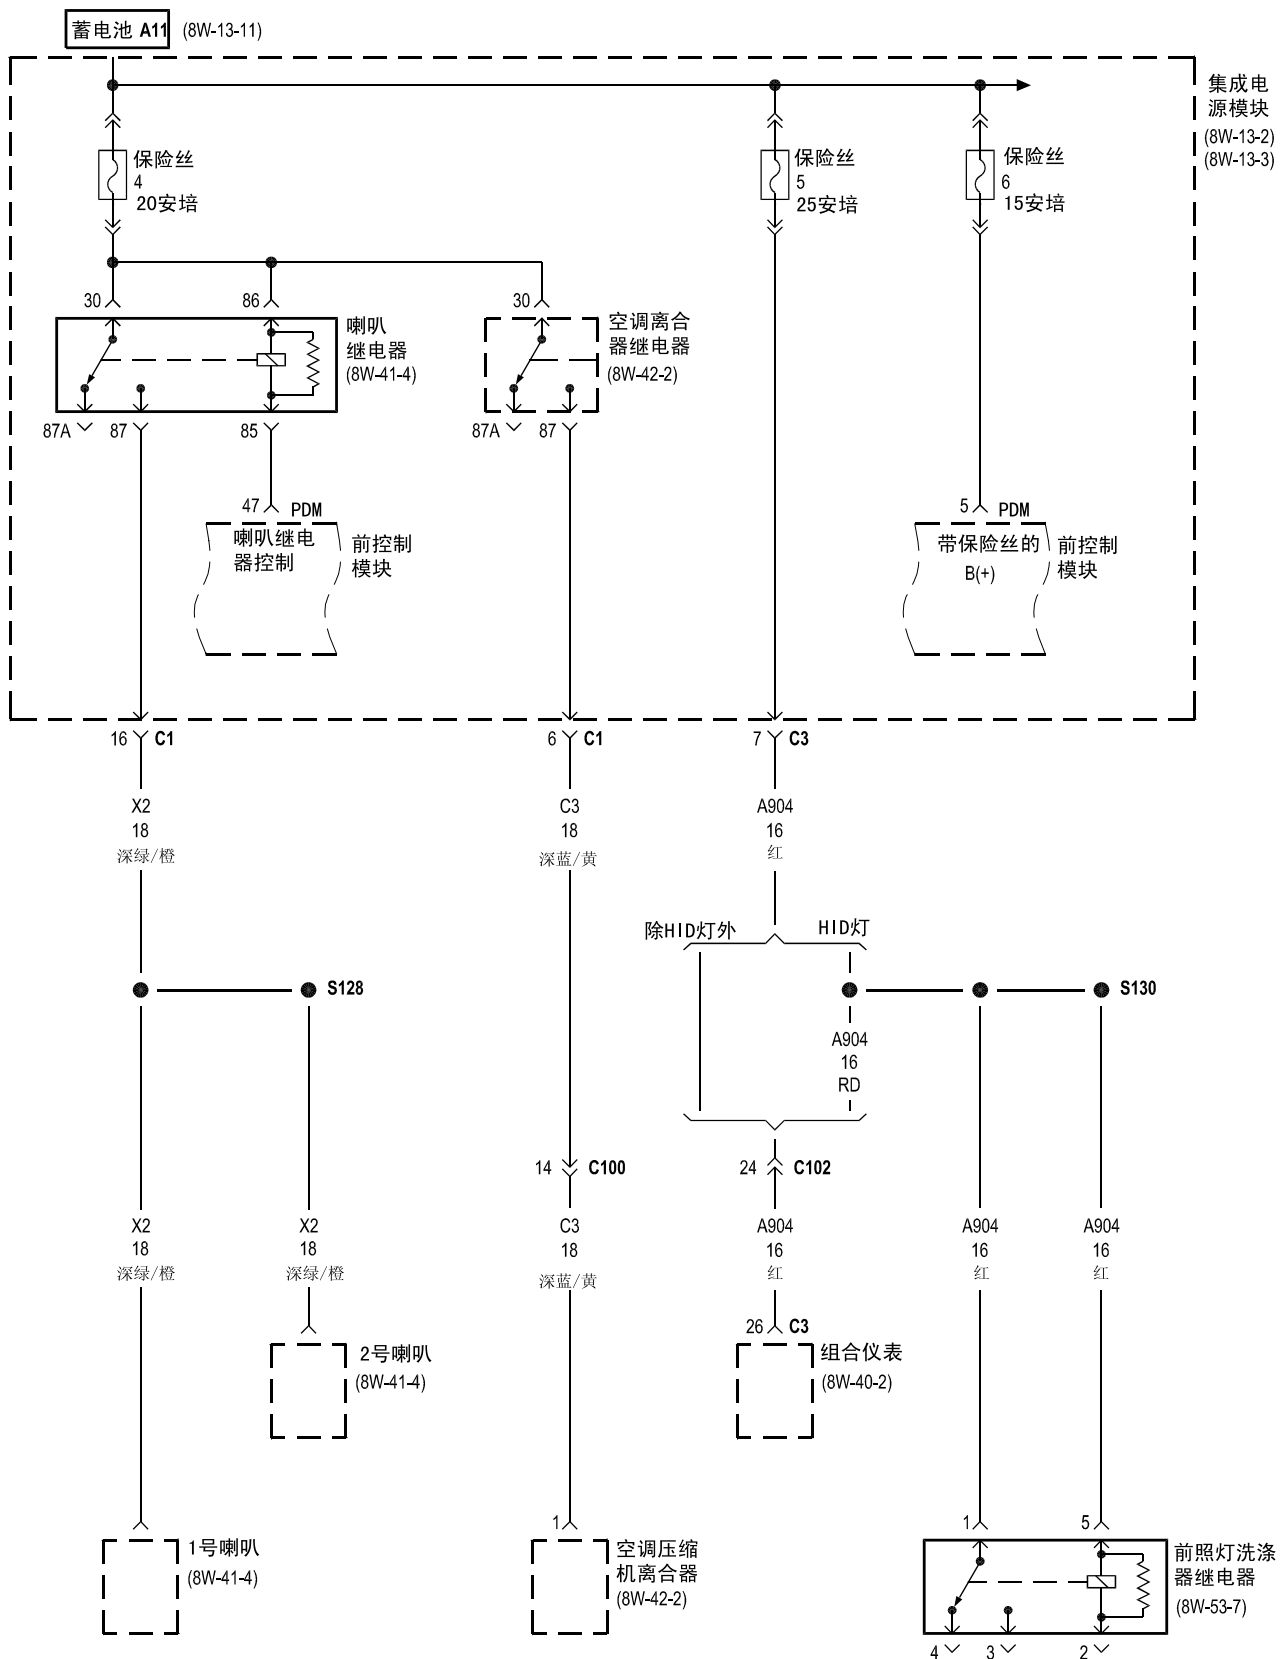 蓄电池 A11 (8W-13-11)
集成电
源模块
(8W-13-2)
(8W-13-3)
保险丝
4
20安培
保险丝
5
25安培
保险丝
6
15安培
30
86
30
喇叭
继电器
(8W-41-4)
空调离合
器继电器
(8W-42-2)
87A
87
85
87A
87
47
PDM
喇叭继电
器控制
前控制
模块
5
PDM
带保险丝的
B(+)
前控制
模块
16 C1
6 C1
7 C3
X2
18
深绿/橙
C3
18
深蓝/黄
A904
16
红
除HID灯外
HID灯
S128
S130
A904
16
RD
14 C100
24 C102
X2
18
深绿/橙
X2
18
深绿/橙
C3
18
深蓝/黄
A904
16
红
A904
16
红
A904
16
红
26 C3
2号喇叭
(8W-41-4)
组合仪表
(8W-40-2)
1
1
5
1号喇叭
(8W-41-4)
空调压缩
机离合器
(8W-42-2)
前照灯洗涤
器继电器
(8W-53-7)
4
3
2